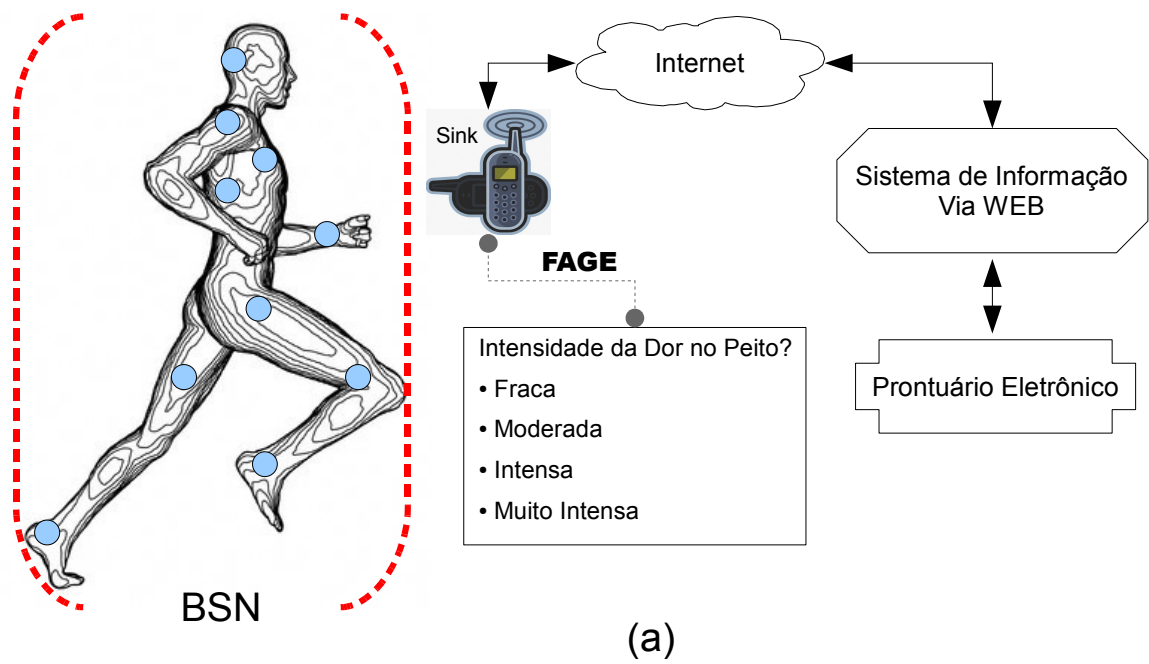 Internet
Sink
Sistema de Informação
Via WEB
FAGE
Intensidade da Dor no Peito?
• Fraca
• Moderada
• Intensa
• Muito Intensa
Prontuário Eletrônico
BSN
(a)